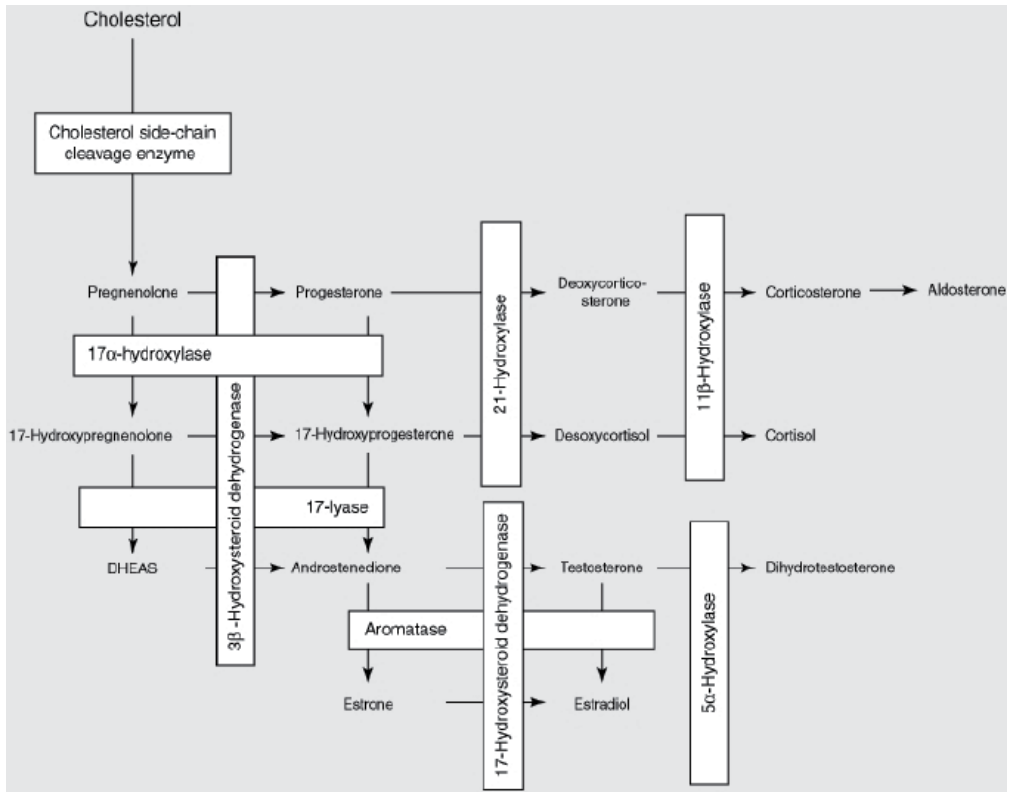 Cholesterol
Cholesterol side-chain
cleavage enzyme
Pregnenolone
Progesterone
Deoxycortico-
sterone
Corticosterone
Aldosterone
17α-hydroxylase
21-Hydroxylase
11β-Hydroxylase
3β -Hydroxysteroid dehydrogenase
17-Hydroxypregnenolone
17-Hydroxyprogesterone
Desoxycortisol
Cortisol
17-lyase
DHEAS
Androstenedione
Testosterone
Dihydrotestosterone
17-Hydroxysteroid dehydrogenase
5α-Hydroxylase
Aromatase
Estrone
Estradiol